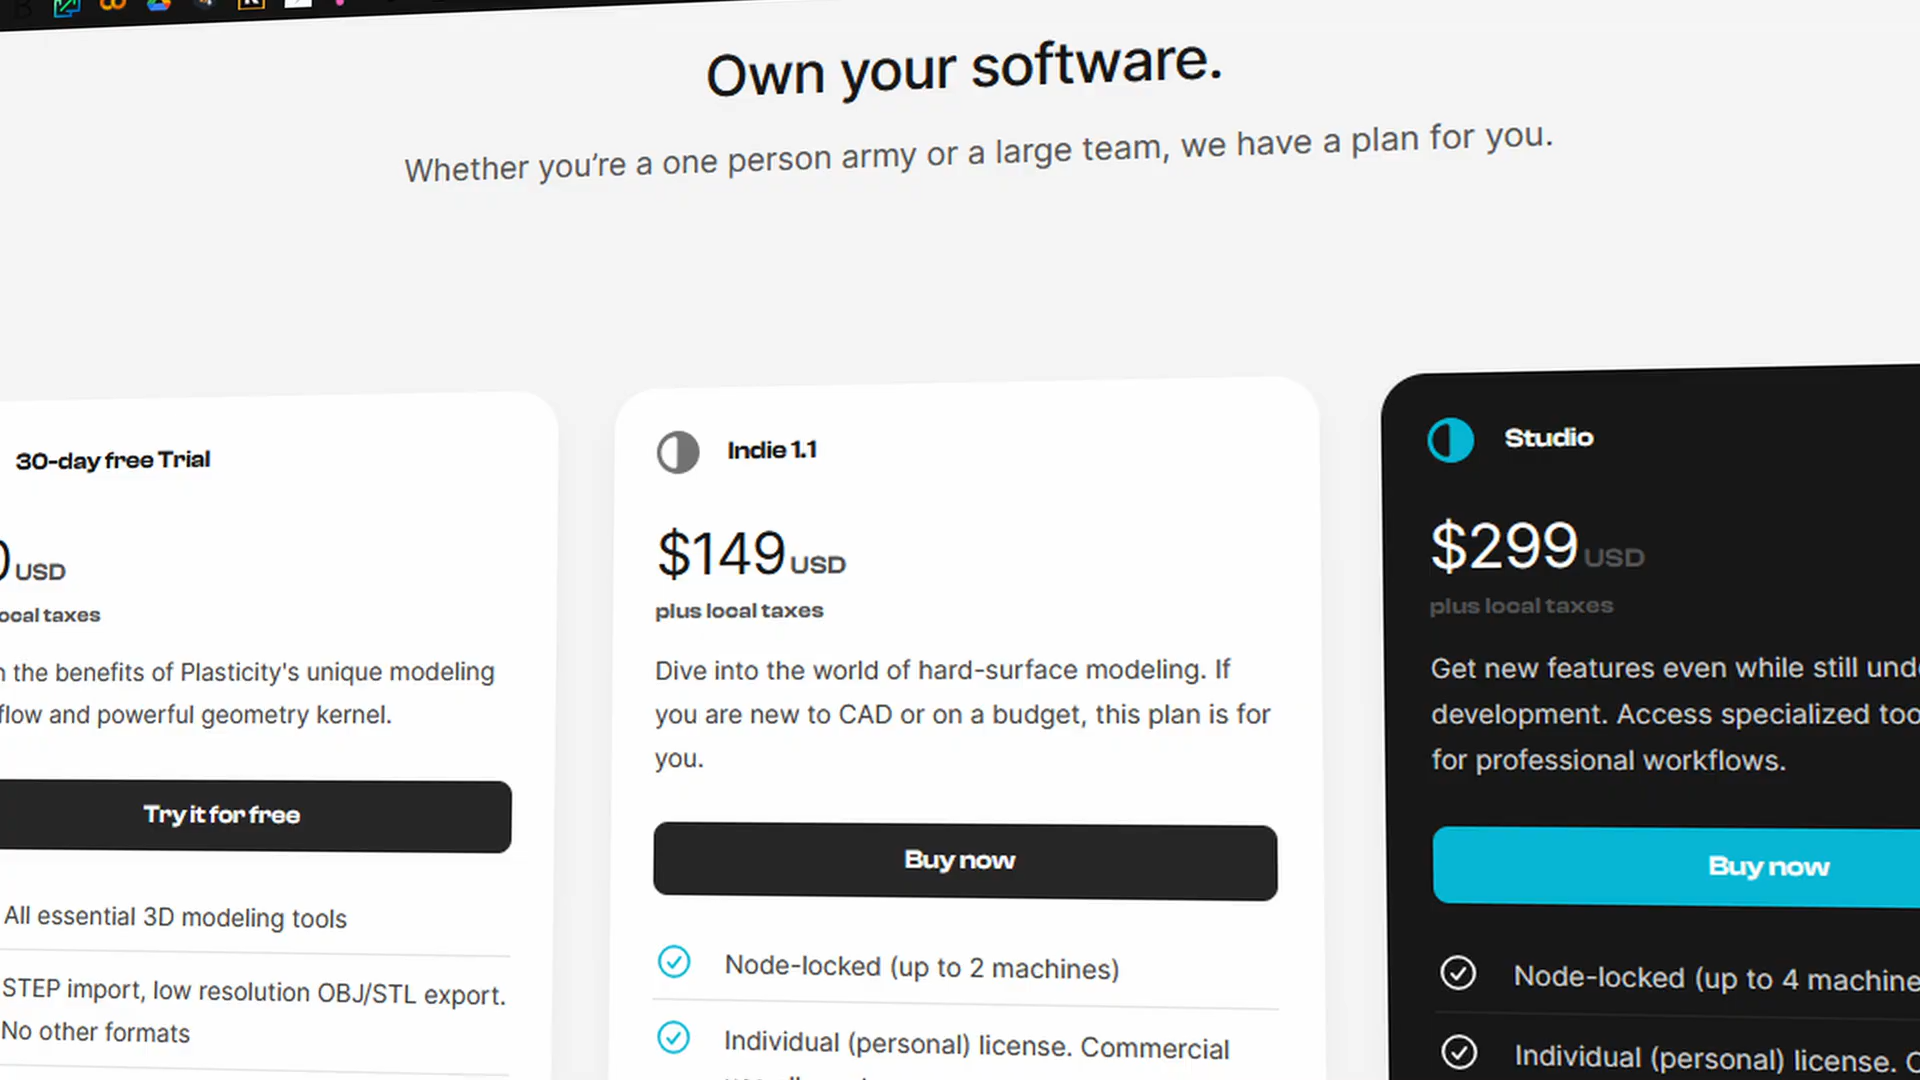 Own your software.
Whether you're a one person army or a large team, we have a plan for you.
30-day free Trial
USD
local taxes
the benefits of Plasticity's unique modeling
flow and powerful geometry kernel.
Try it for free
All essential 3D modeling tools
STEP import, low resolution OBJ/STL export.
No other formats
Indie 1.1
$149 USD
plus local taxes
Dive into the world of hard-surface modeling. If
you are new to CAD or on a budget, this plan is for
you.
Buy now
Node-locked (up to 2 machines)
Individual (personal) license. Commercial
Studio
$299 USD
plus local taxes
Get new features even while still
development. Access specialized
for professional workflows.
Buy now
Node-locked (up to 4 machine
Individual (personal) license.